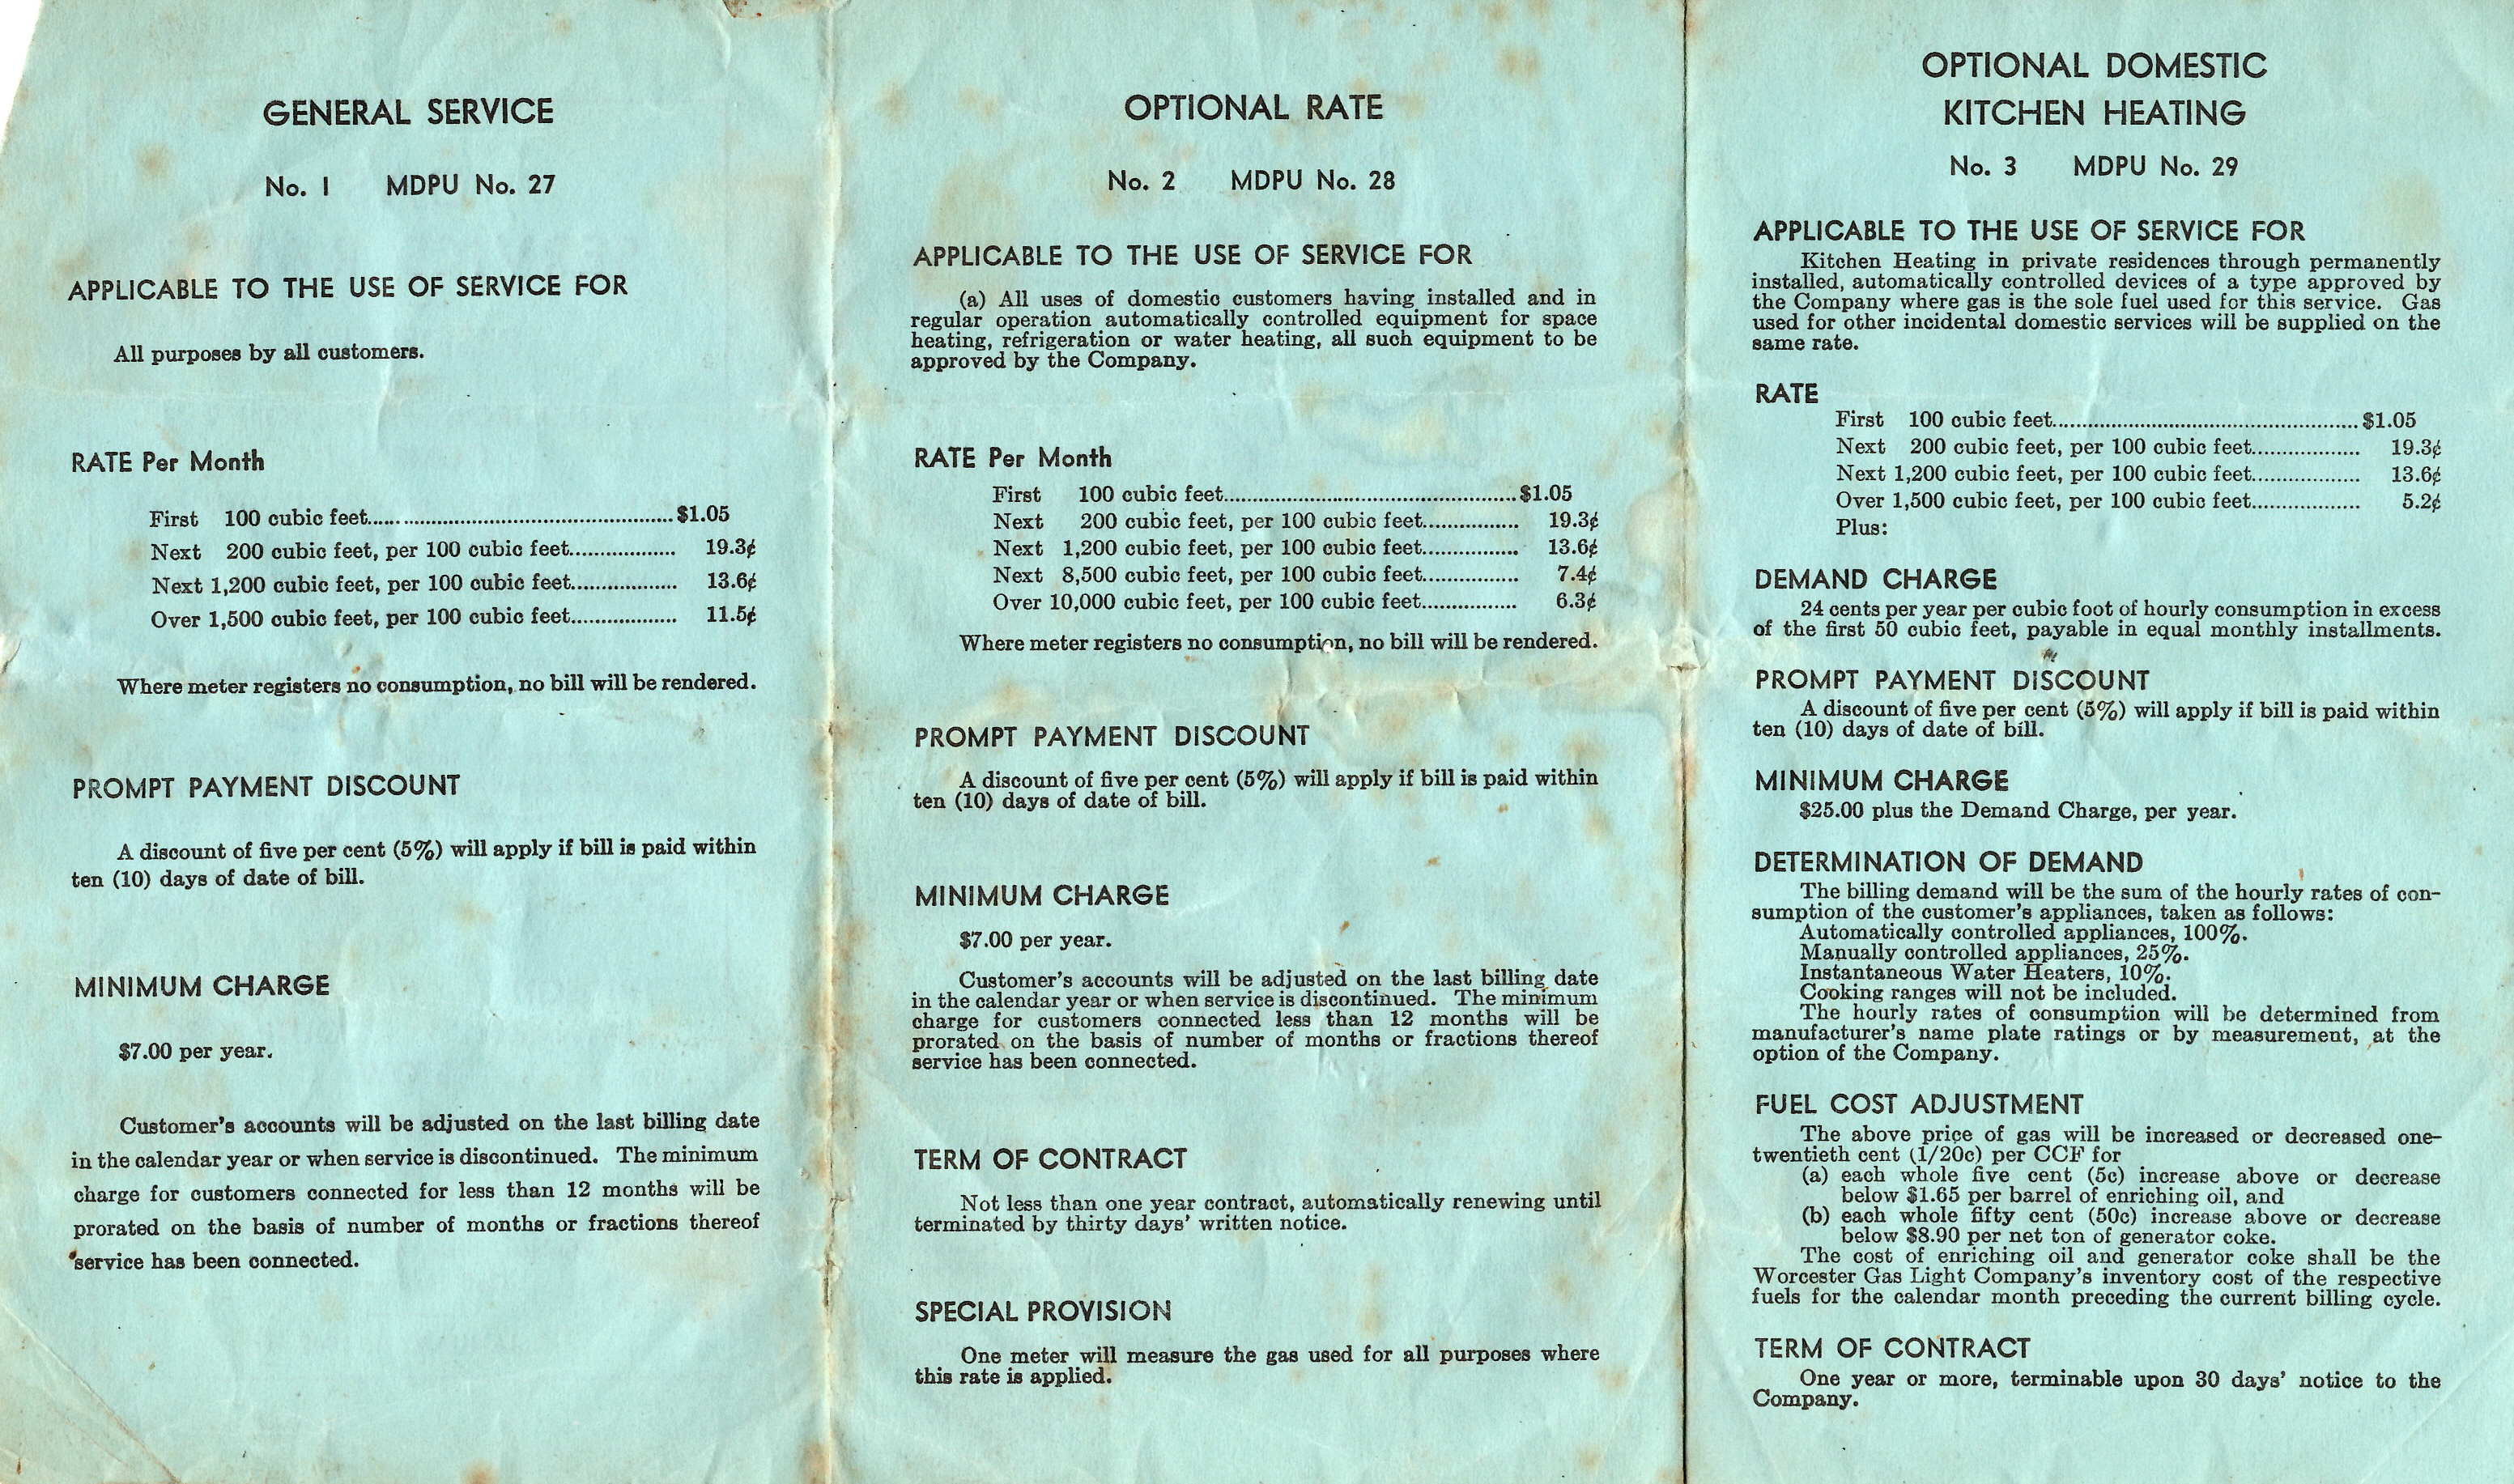 GENERAL SERVICE
No. 1 MDPU No. 27
APPLICABLE TO THE USE OF SERVICE FOR
All purposes by all customers.
RATE Per Month
First 100 cubic feet................................................$1.05
Next 200 cubic feet, per 100 cubic feet................... 19.3¢
Next 1,200 cubic feet, per 100 cubic feet................... 13.6¢
Over 1,500 cubic feet, per 100 cubic feet................... 11.5¢
Where meter registers no consumption, no bill will be rendered.
PROMPT PAYMENT DISCOUNT
A discount of five per cent (5%) will apply if bill is paid within
ten (10) days of date of bill.
MINIMUM CHARGE
$7.00 per year.
Customer's accounts will be adjusted on the last billing date
in the calendar year or when service is discontinued. The minimum
charge for customers connected for less than 12 months will be
prorated on the basis of number of months or fractions thereof
service has been connected.
OPTIONAL RATE
No. 2 MDPU No. 28
APPLICABLE TO THE USE OF SERVICE FOR
(a) All uses of domestic customers having installed and in
regular operation automatically controlled equipment for space
heating, refrigeration or water heating, all such equipment to be
approved by the Company.
RATE Per Month
First 100 cubic feet....................................................$1.05
Next 200 cubic feet, per 100 cubic feet................. 19.3¢
Next 1,200 cubic feet, per 100 cubic feet................. 13.6¢
Next 8,500 cubic feet, per 100 cubic feet................. 7.4¢
Over 10,000 cubic feet, per 100 cubic feet................. 6.3¢
Where meter registers no consumption, no bill will be rendered.
PROMPT PAYMENT DISCOUNT
A discount of five per cent (5%) will apply if bill is paid within
ten (10) days of date of bill.
MINIMUM CHARGE
$7.00 per year.
Customer's accounts will be adjusted on the last billing date
in the calendar year or when service is discontinued. The minimum
charge for customers connected less than 12 months will be
prorated on the basis of number of months or fractions thereof
service has been connected.
TERM OF CONTRACT
Not less than one year contract, automatically renewing until
terminated by thirty days' written notice.
SPECIAL PROVISION
One meter will measure the gas used for all purposes where
this rate is applied.
OPTIONAL DOMESTIC
KITCHEN HEATING
No. 3 MDPU No. 29
APPLICABLE TO THE USE OF SERVICE FOR
Kitchen Heating in private residences through permanently
installed, automatically controlled devices of a type approved by
the Company where gas is the sole fuel used for this service. Gas
used for other incidental domestic services will be supplied on the
same rate.
RATE
First 100 cubic feet.......................................................$1.05
Next 200 cubic feet, per 100 cubic feet................... 19.3¢
Next 1,200 cubic feet, per 100 cubic feet................... 13.6¢
Over 1,500 cubic feet, per 100 cubic feet................... 5.2¢
Plus:
DEMAND CHARGE
24 cents per year per cubic foot of hourly consumption in excess
of the first 50 cubic feet, payable in equal monthly installments.
PROMPT PAYMENT DISCOUNT
A discount of five per cent (5%) will apply if bill is paid within
ten (10) days of date of bill.
MINIMUM CHARGE
$25.00 plus the Demand Charge, per year.
DETERMINATION OF DEMAND
The billing demand will be the sum of the hourly rates of con-
sumption of the customer's appliances, taken as follows:
Automatically controlled appliances, 100%.
Manually controlled appliances, 25%.
Instantaneous Water Heaters, 10%.
Cooking ranges will not be included.
The hourly rates of consumption will be determined from
manufacturer's name plate ratings or by measurement, at the
option of the Company.
FUEL COST ADJUSTMENT
The above price of gas will be increased or decreased one-
twentieth cent (1/20c) per CCF for
(a) each whole five cent (5c) increase above or decrease
below $1.65 per barrel of enriching oil, and
(b) each whole fifty cent (50c) increase above or decrease
below $8.90 per net ton of generator coke.
The cost of enriching oil and generator coke shall be the
Worcester Gas Light Company's inventory cost of the respective
fuels for the calendar month preceding the current billing cycle.
TERM OF CONTRACT
One year or more, terminable upon 30 days' notice to the
Company.